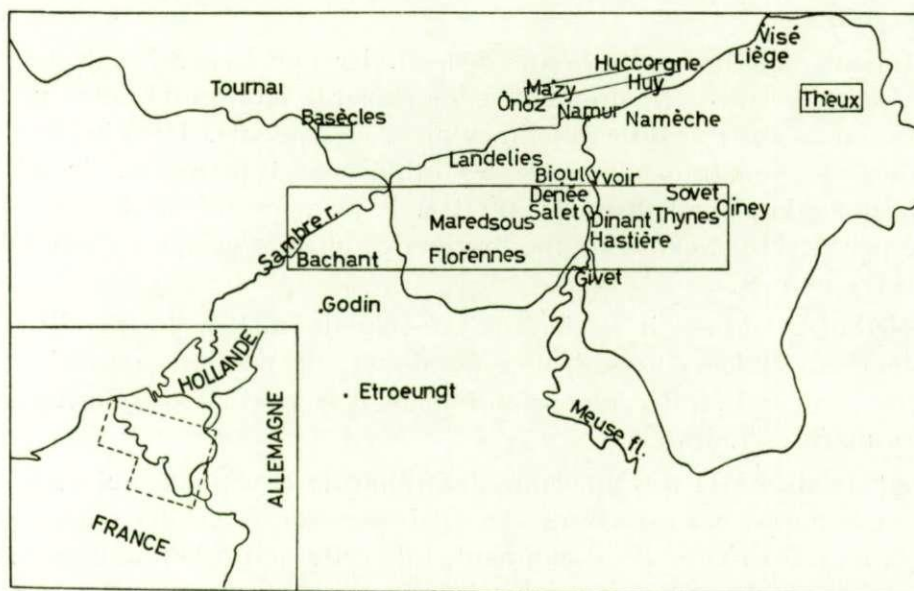 Visé
Liège
Huccorgne
Tournai
Mazy
Huy
Theux
Onoz
Namur
Namèche
Basècles
Landelies
Bioul
Yvoir
Denée
Sovet
Salet
Ciney
Sambre r.
Maredsous
Dinant
Thynes
Hastière
Bachant
Florennes
Givet
Godin
HOLLANDE
Etroeungt
Meuse fl.
ALLEMAGNE
FRANCE